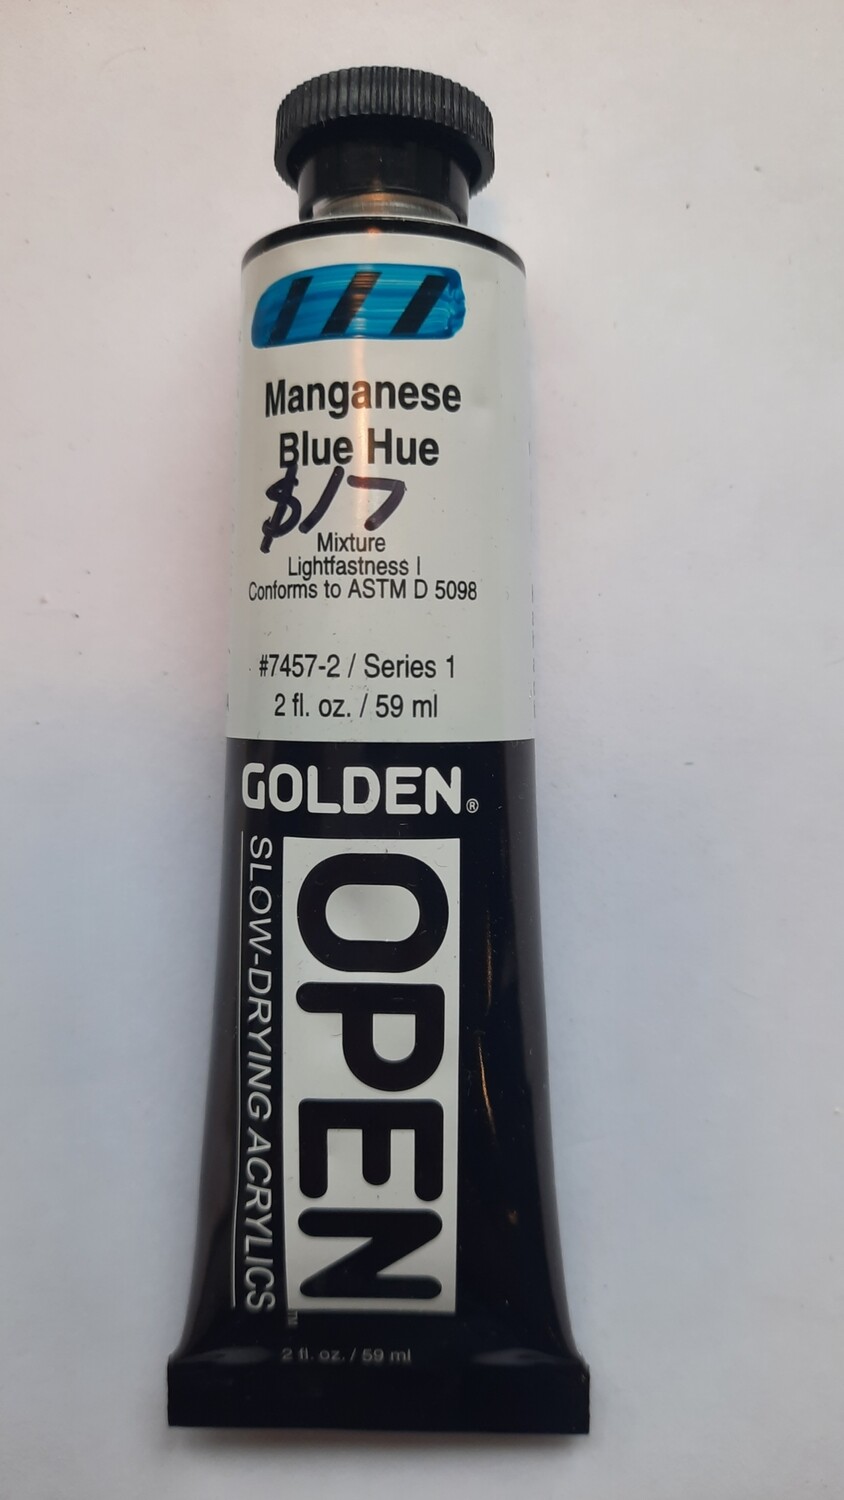 Manganese
Blue Hue
$17
Mixture
Lightfastness I
Conforms to ASTM D 5098
#7457-2 / Series 1
2 fl. oz. / 59 ml
GOLDEN®
OPEN
SLOW-DRYING ACRYLICS™
2 fl. oz. / 59 ml